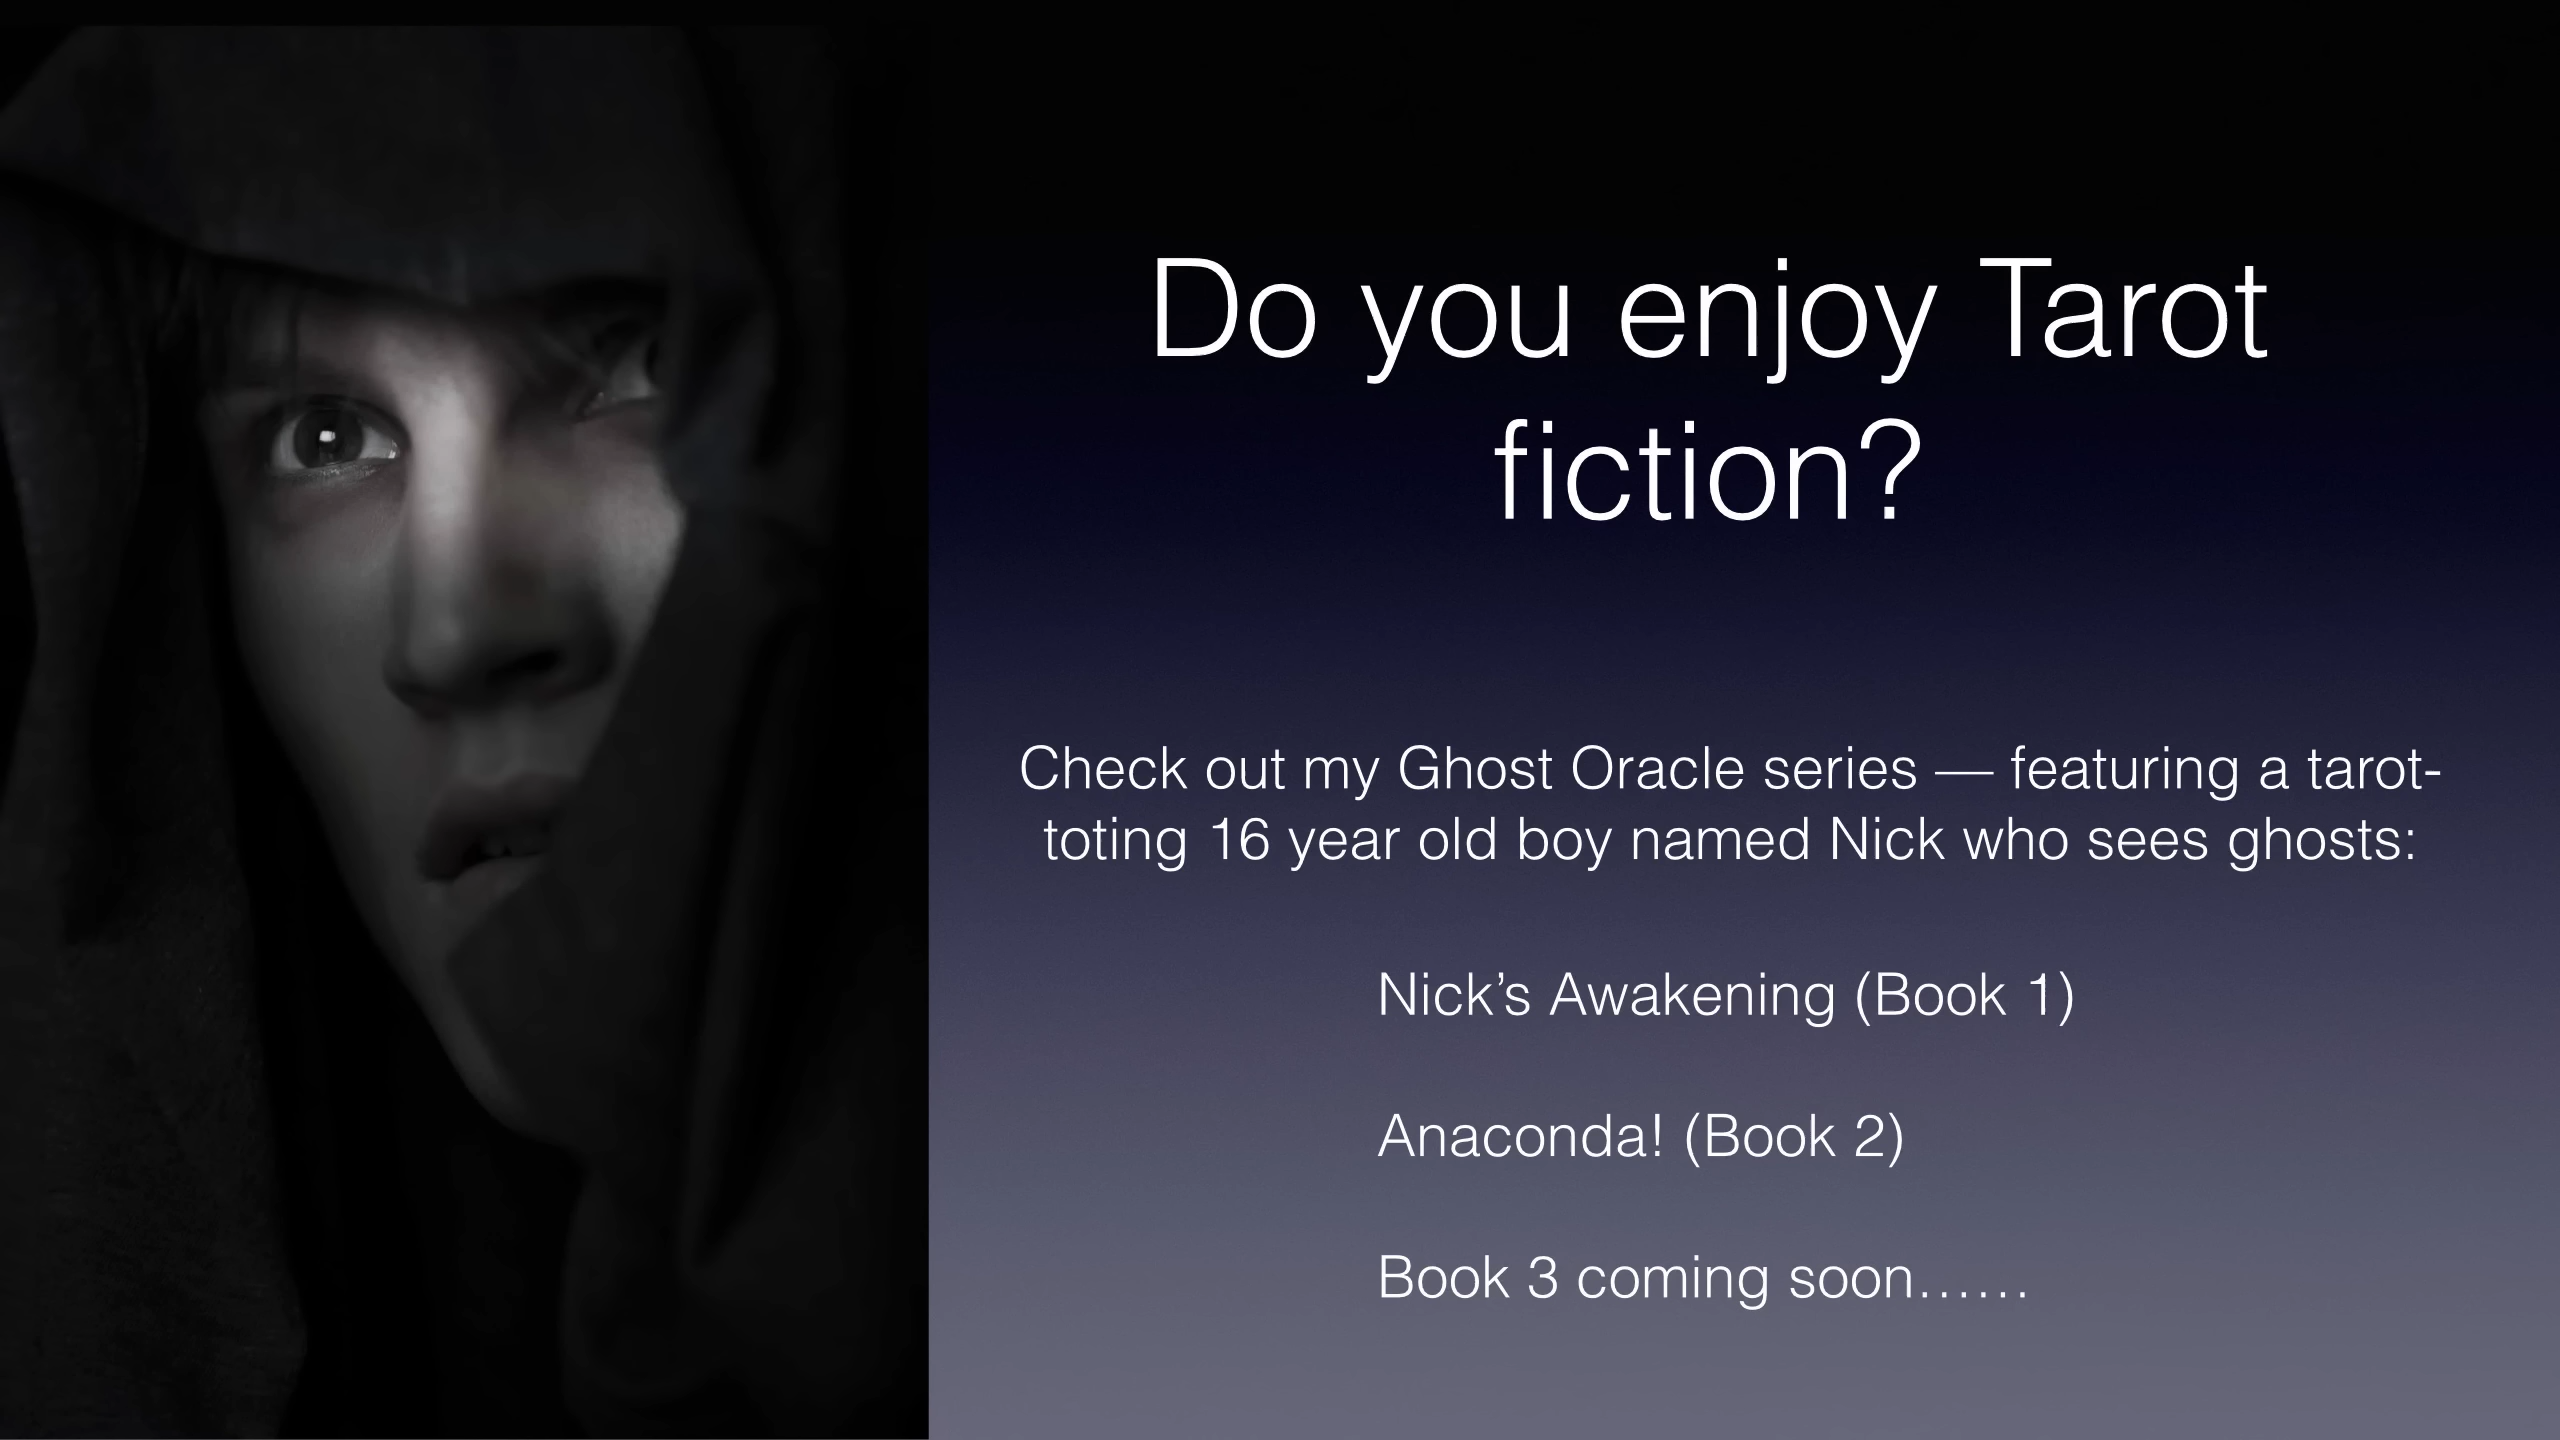 Do you enjoy Tarot
fiction?
Check out my Ghost Oracle series — featuring a tarot-
toting 16 year old boy named Nick who sees ghosts:
Nick’s Awakening (Book 1)
Anaconda! (Book 2)
Book 3 coming soon……